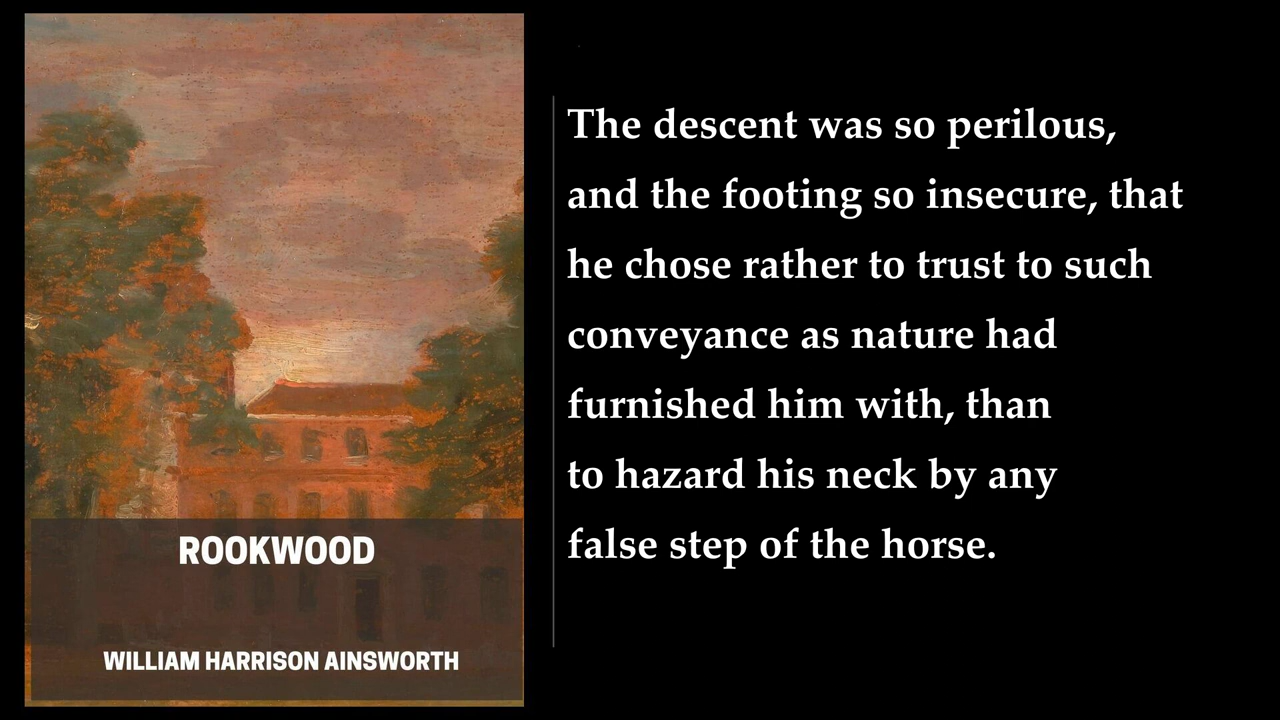 ROOKWOOD
WILLIAM HARRISON AINSWORTH
The descent was so perilous,
and the footing so insecure, that
he chose rather to trust to such
conveyance as nature had
furnished him with, than
to hazard his neck by any
false step of the horse.